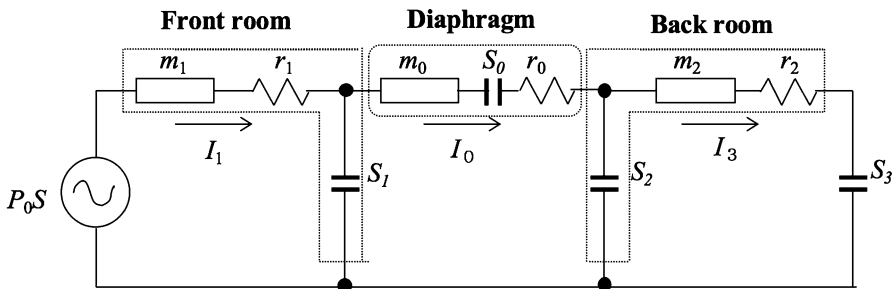 Front room
Diaphragm
Back room
m₁ r₁ m₀ S₀ r₀ m₂ r₂
I₁ I₀ I₃
S₁ S₂ S₃
P₀S